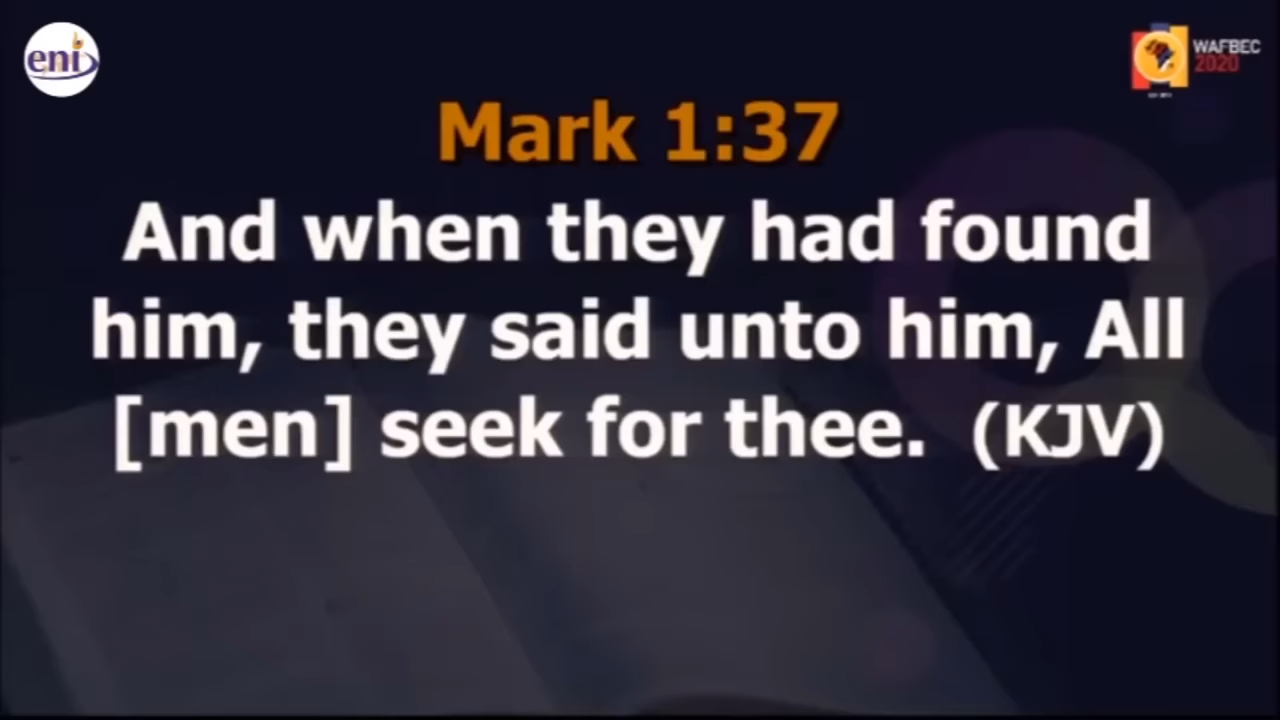 eni
WAFBEC
2020
Mark 1:37
And when they had found
him, they said unto him, All
[men] seek for thee. (KJV)